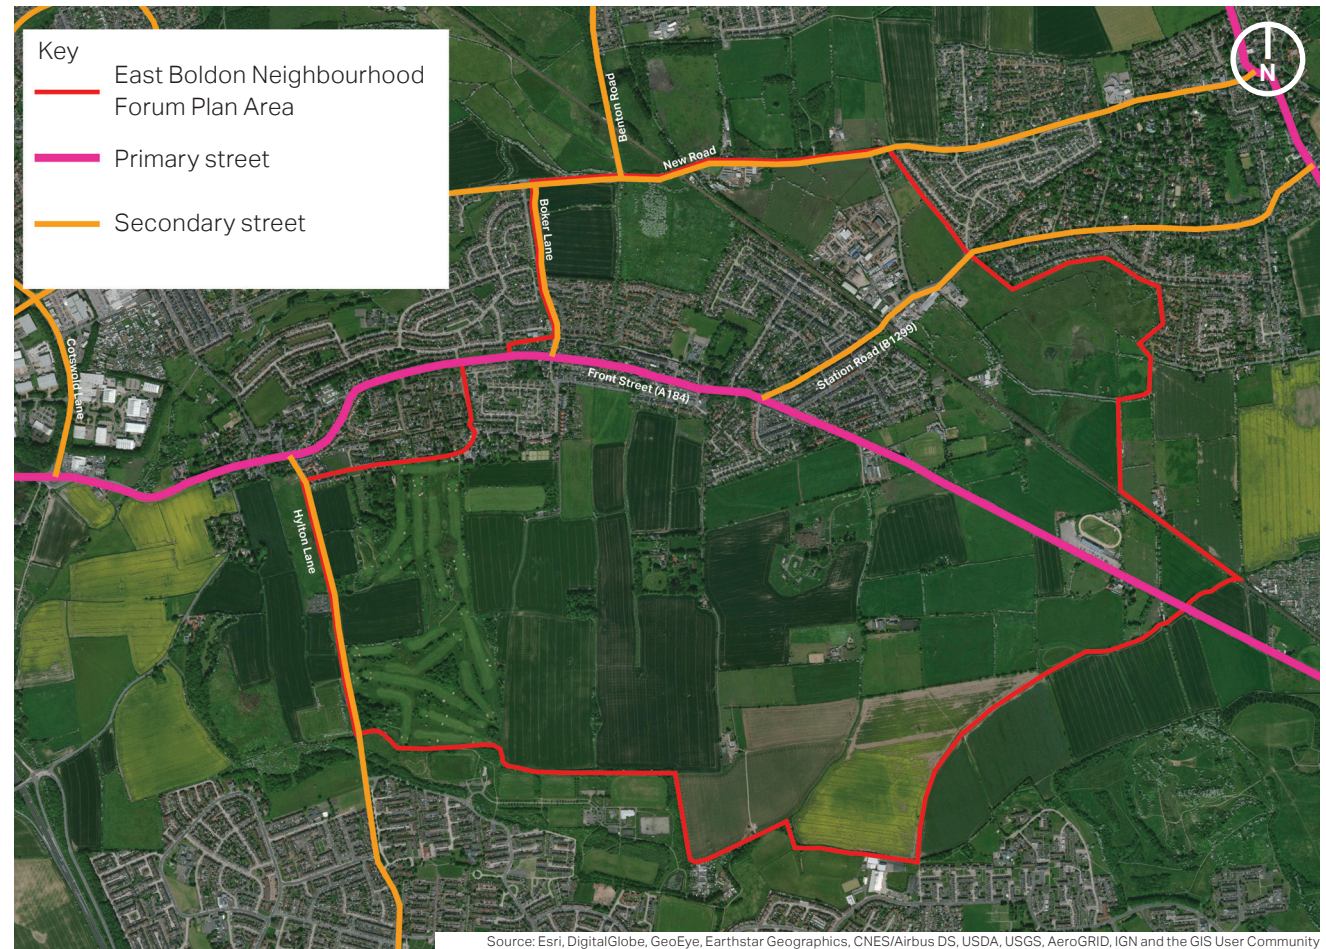 Key
East Boldon Neighbourhood
Forum Plan Area
Primary street
Secondary street
N
Benton Road
New Road
Boker Lane
Cotswold Lane
Front Street (A184)
Station Road (B1299)
Hylton Lane
Source: Esri, DigitalGlobe, GeoEye, Earthstar Geographics, CNES/Airbus DS, USDA, USGS, AeroGRID, IGN and the GIS User Community